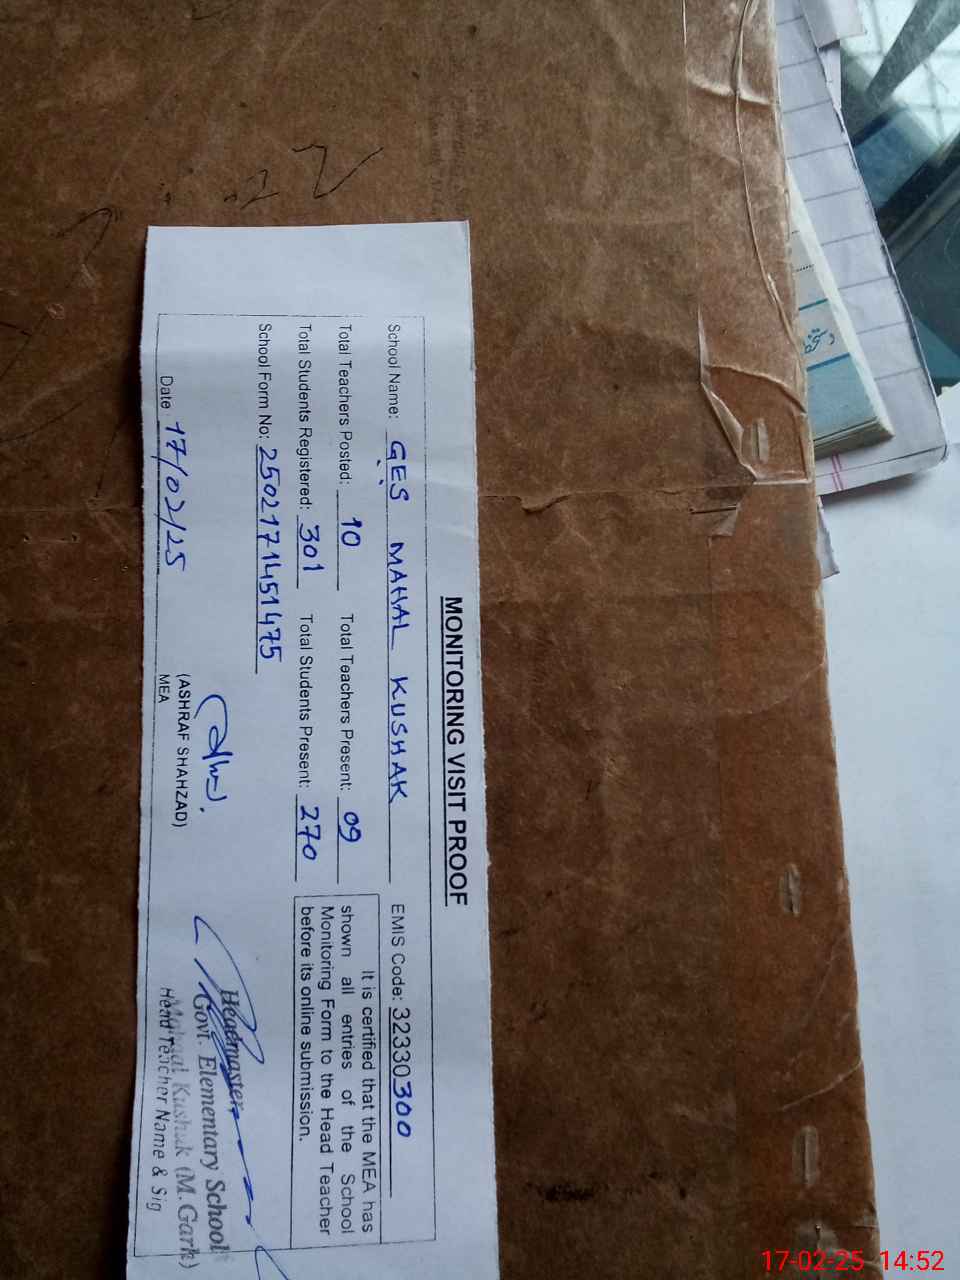 MONITORING VISIT PROOF
School Name: GES MAHAL KUSHAK EMIS Code: 32330300
Total Teachers Posted: 10 Total Teachers Present: 09
Total Students Registered: 301 Total Students Present: 270
School Form No: 250217141451475
It is certified that the MEA has
shown all entries of the School
Monitoring Form to the Head Teacher
before its online submission.
Date 17/02/25
(ASHRAF SHAHZAD)
MEA
Headmaster
Govt. Elementary School
Mahal Kushak (M. Garh)
Head Teacher Name & Sig
17-02-25 14:52